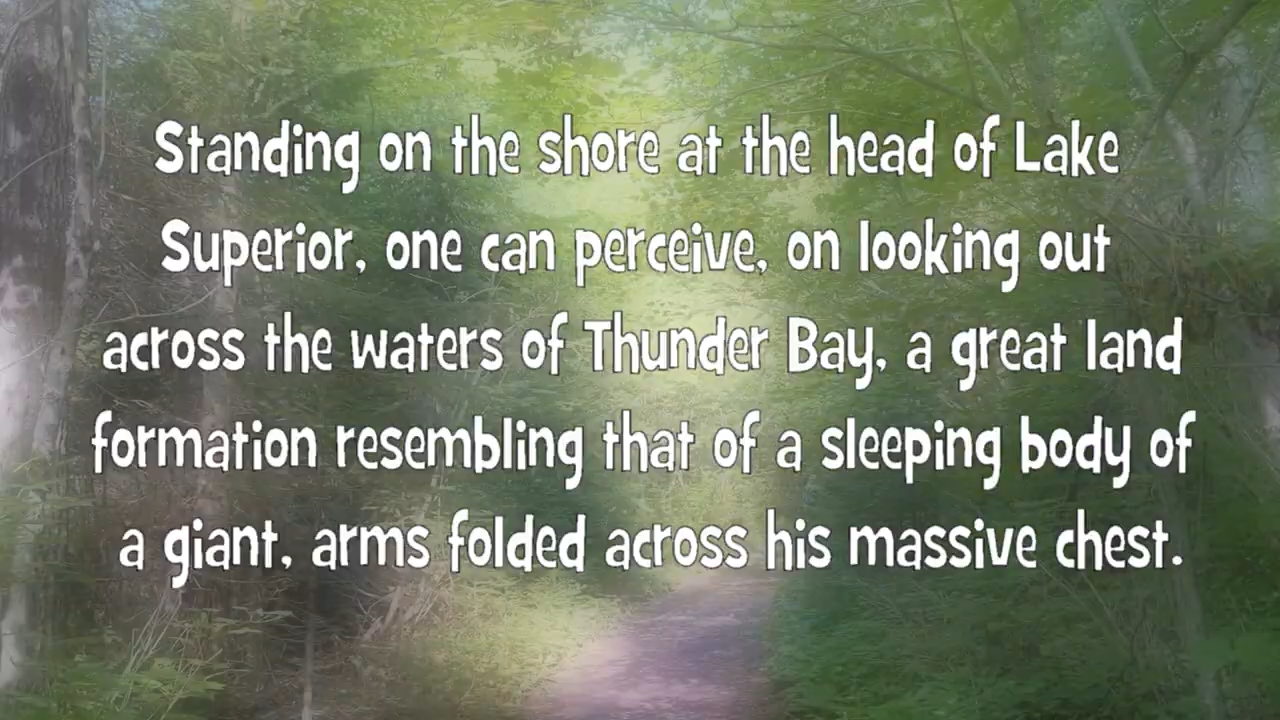 Standing on the shore at the head of Lake
Superior, one can perceive, on looking out
across the waters of Thunder Bay, a great land
formation resembling that of a sleeping body of
a giant, arms folded across his massive chest.